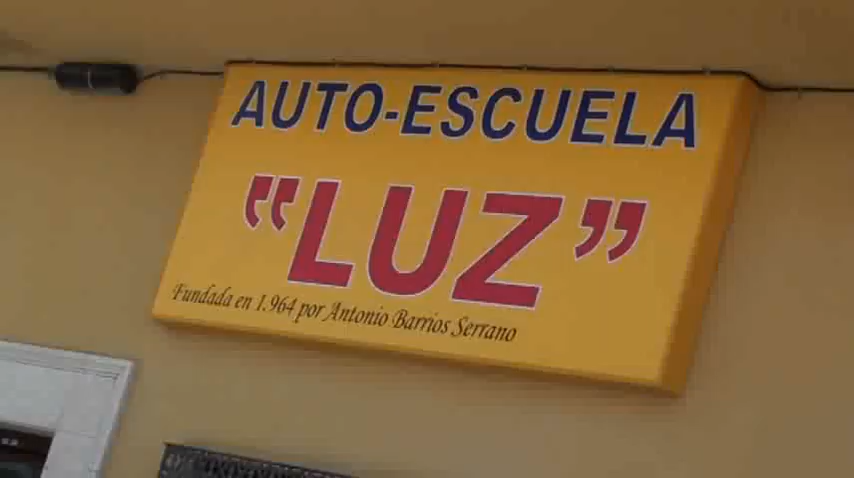 AUTO-ESCUELA
"LUZ"
Fundada en 1.964 por Antonio Barrios Serrano